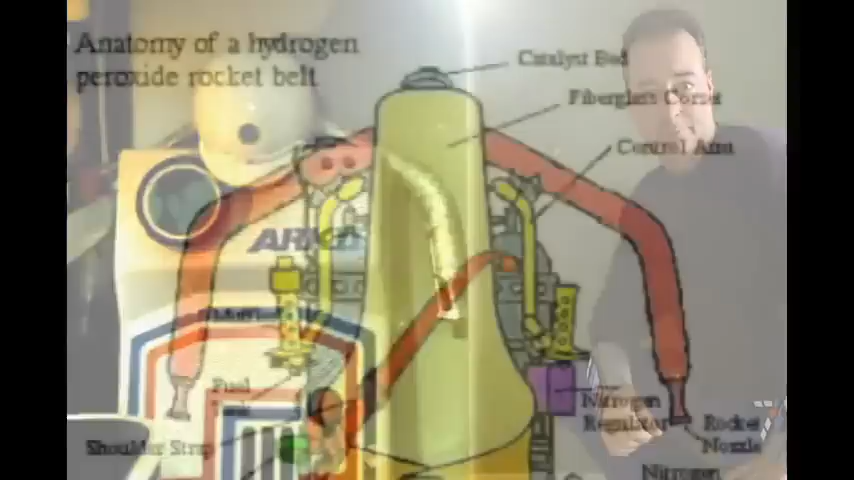 Anatomy of a hydrogen
peroxide rocket belt
Catalyst Bed
Fiberglass Corset
Control Arm
Fuel
Nitrogen
Regulator
Rocket
Nozzle
Shoulder Strap
Nitrogen